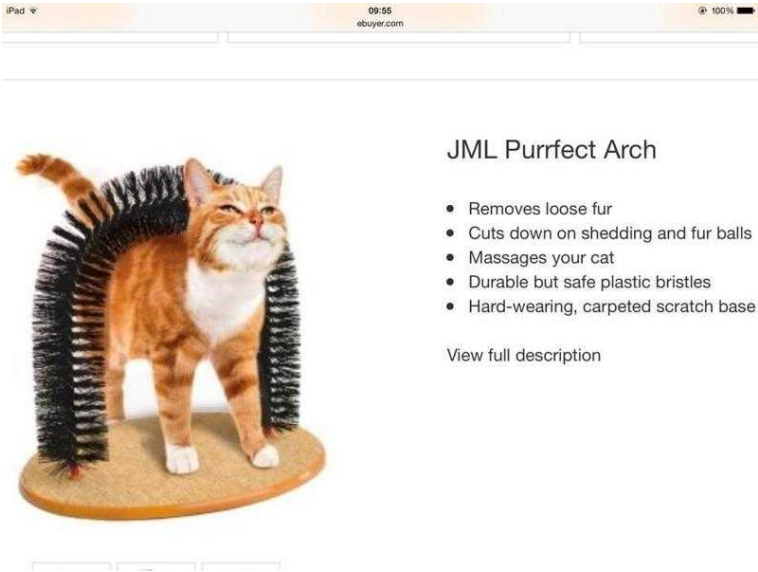 iPad 09:55 100%
ebuyer.com
JML Purrfect Arch
Removes loose fur
Cuts down on shedding and fur balls
Massages your cat
Durable but safe plastic bristles
Hard-wearing, carpeted scratch base
View full description